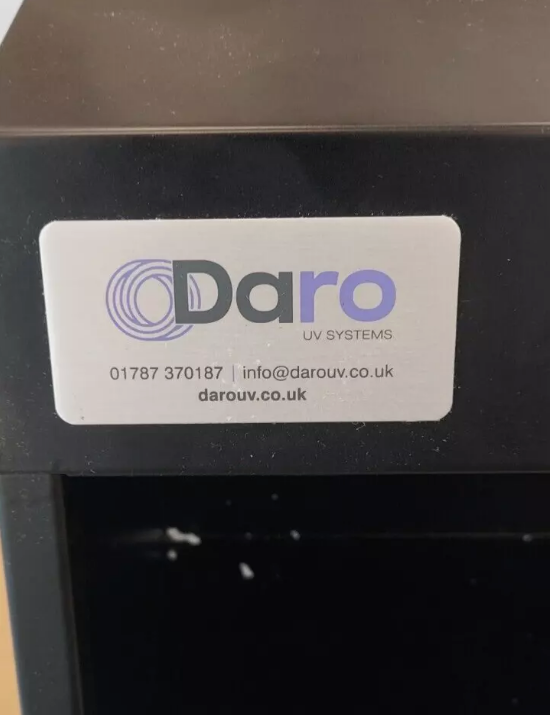 Daro
UV SYSTEMS
01787 370187 | info@darouv.co.uk
darouv.co.uk